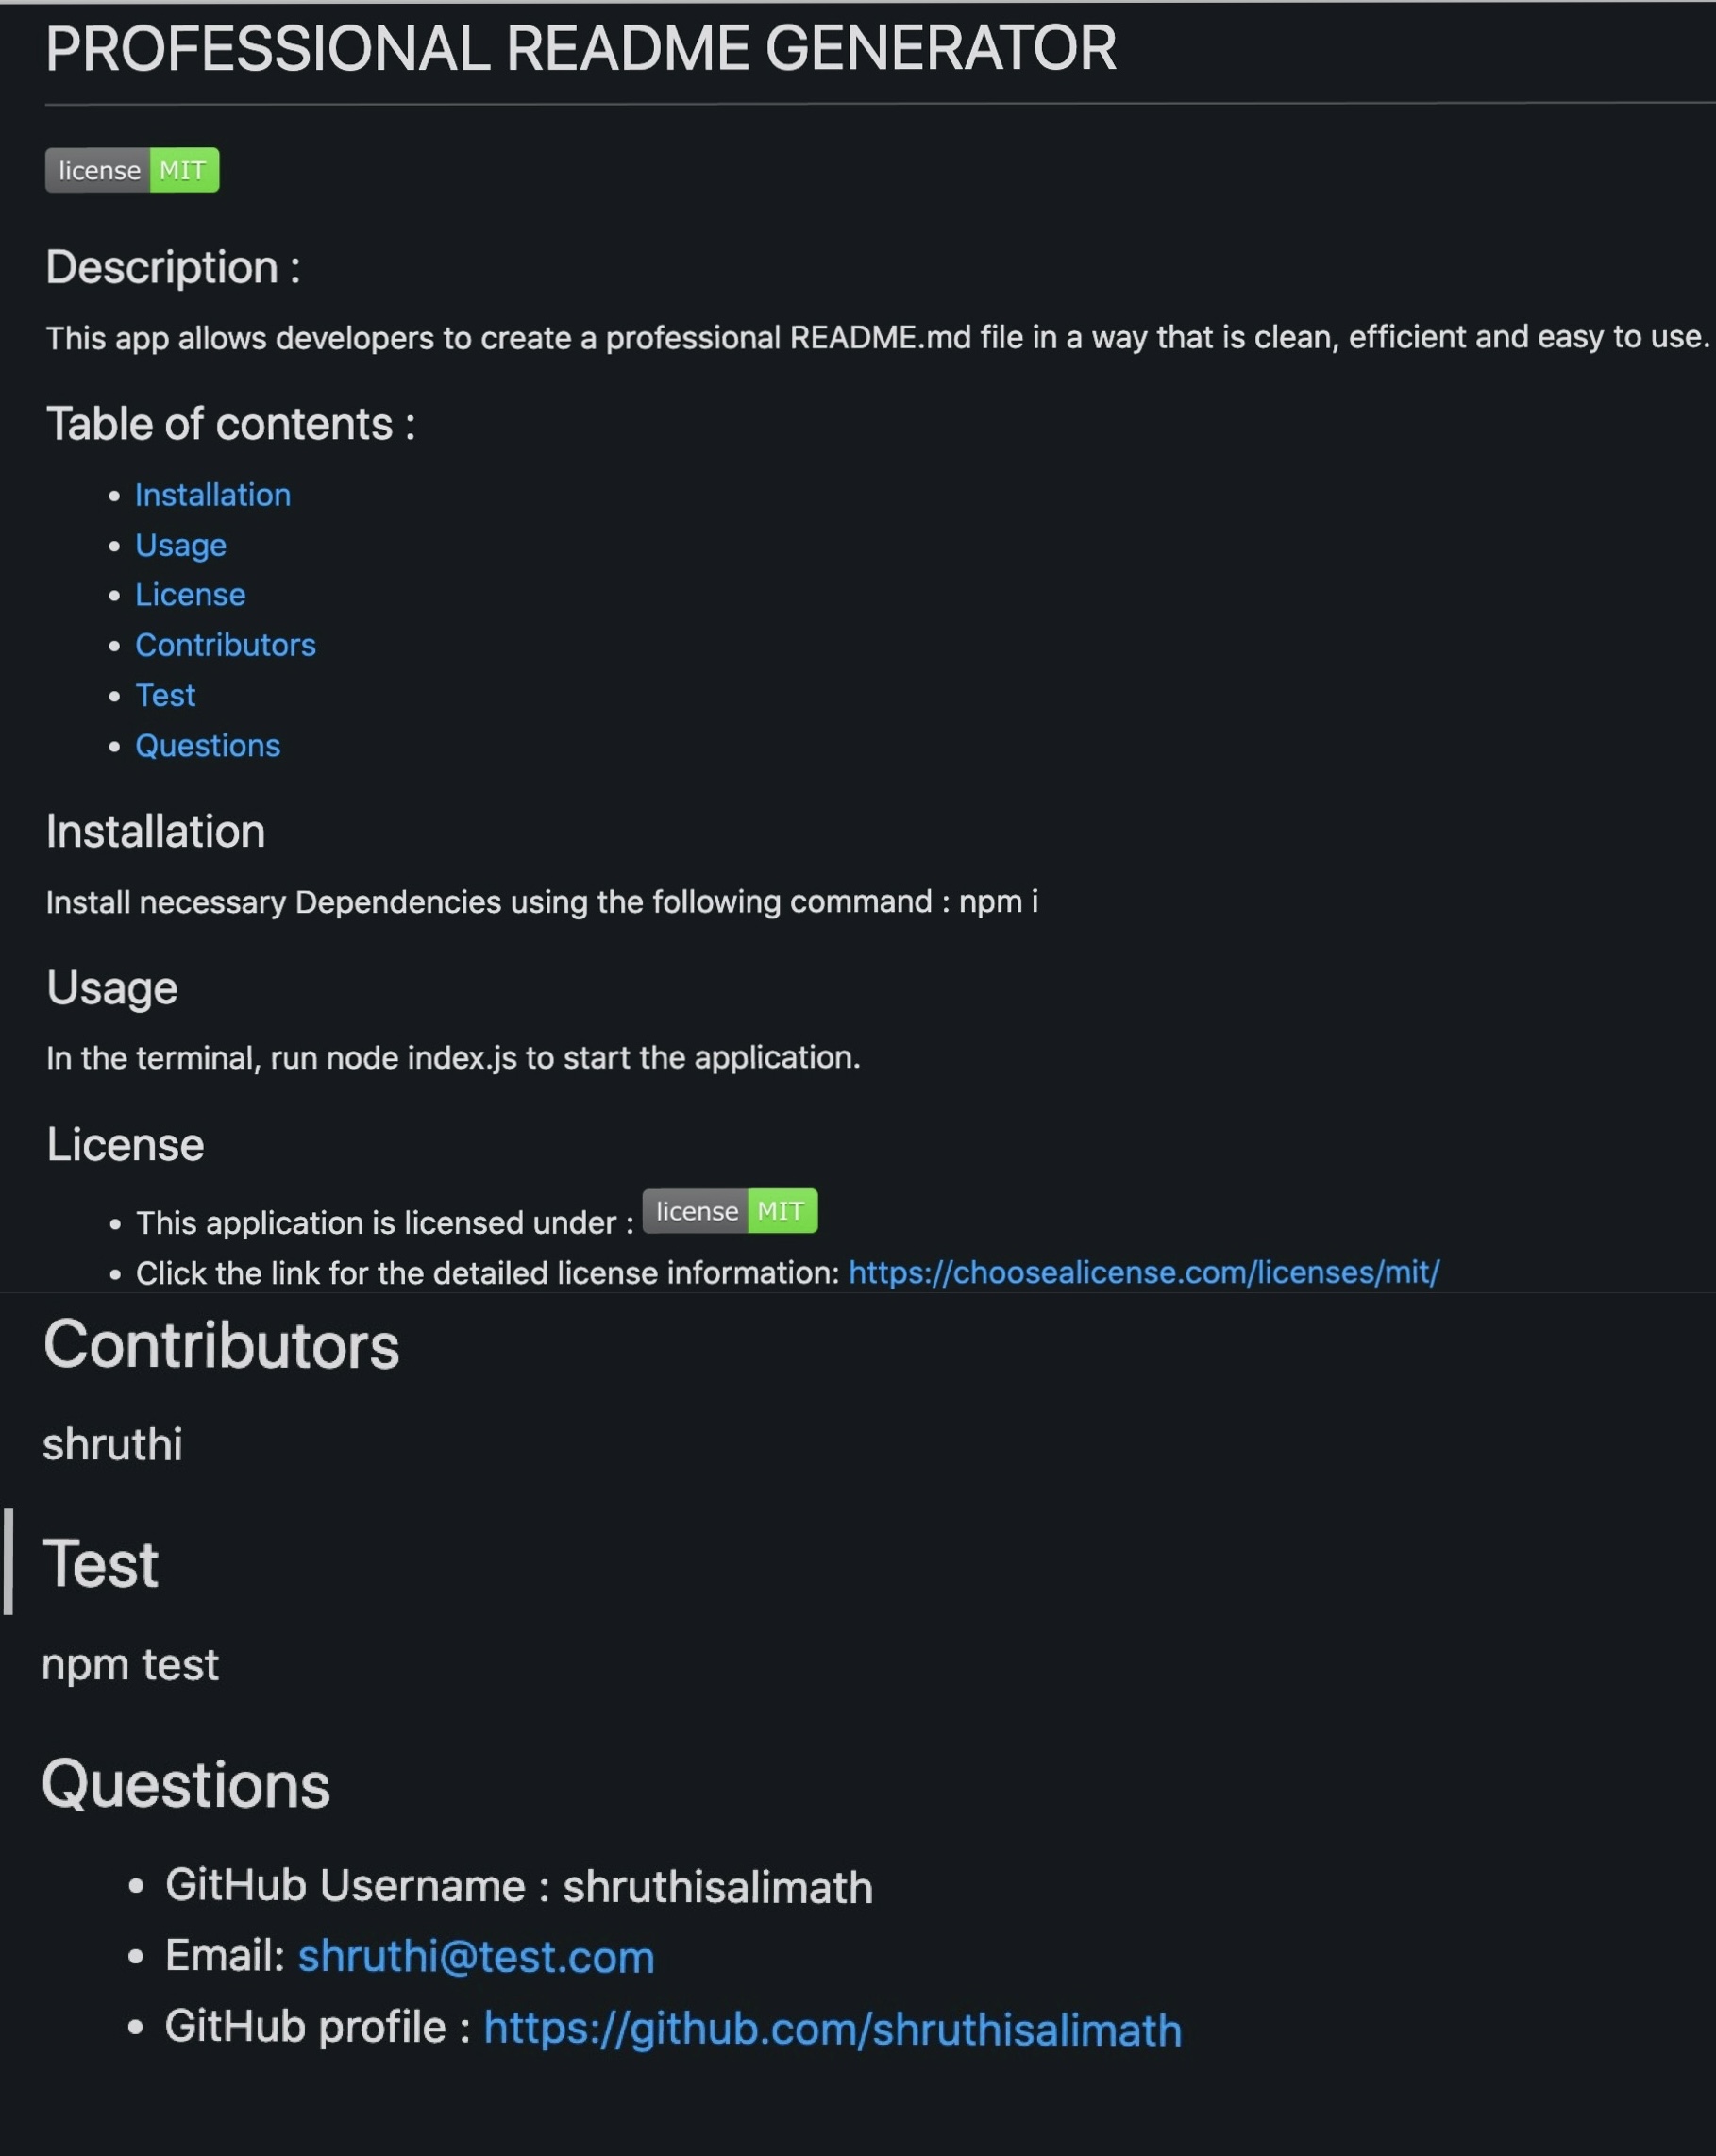 PROFESSIONAL README GENERATOR
license MIT
Description :
This app allows developers to create a professional README.md file in a way that is clean, efficient and easy to use.
Table of contents :
• Installation
• Usage
• License
• Contributors
• Test
• Questions
Installation
Install necessary Dependencies using the following command : npm i
Usage
In the terminal, run node index.js to start the application.
License
• This application is licensed under : license MIT
• Click the link for the detailed license information: https://choosealicense.com/licenses/mit/
Contributors
shruthi
Test
npm test
Questions
• GitHub Username : shruthisalimath
• Email: shruthi@test.com
• GitHub profile : https://github.com/shruthisalimath